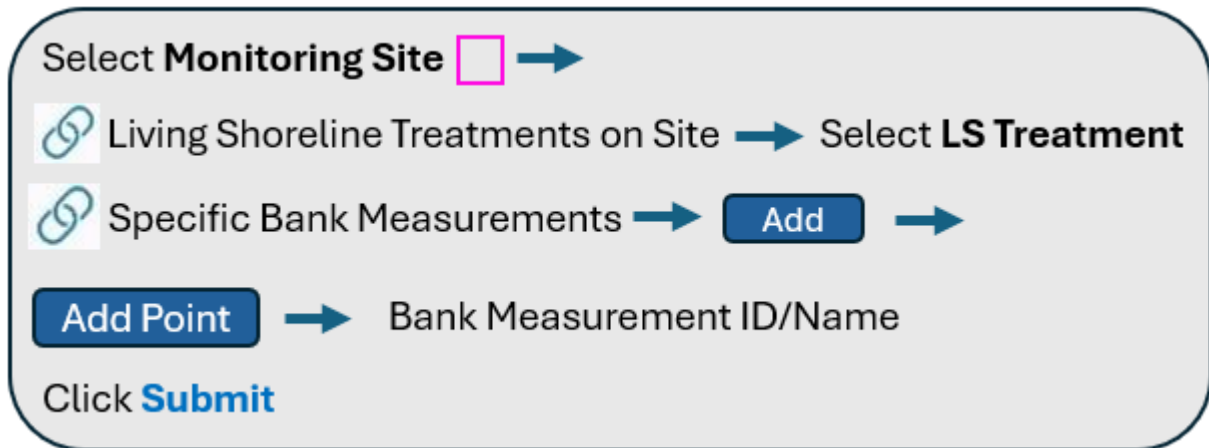 Select Monitoring Site
Living Shoreline Treatments on Site Select LS Treatment
Specific Bank Measurements Add
Add Point Bank Measurement ID/Name
Click Submit